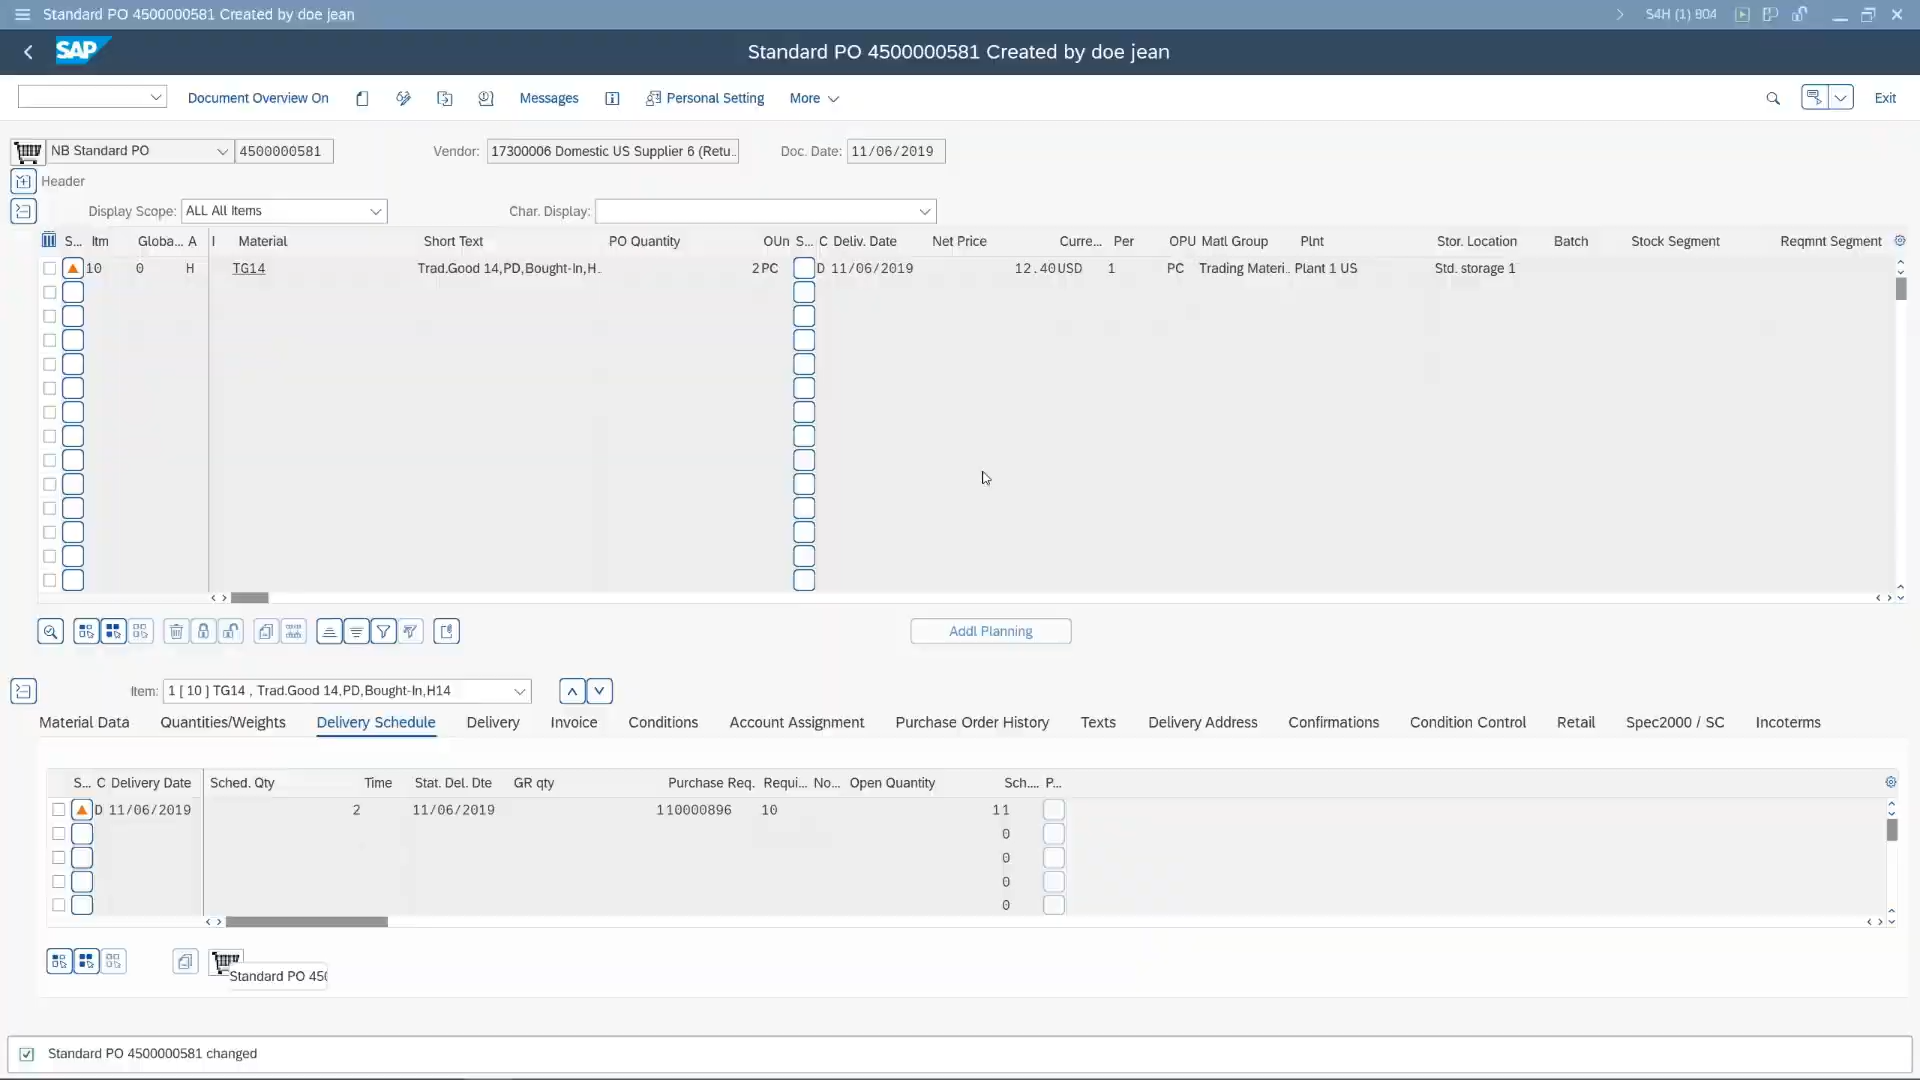 Standard PO 4500000581 Created by doe jean
S4H (1) 804
SAP
Standard PO 4500000581 Created by doe jean
Document Overview On
Messages
Personal Setting
More
Exit
NB Standard PO
4500000581
Vendor:
17300006 Domestic US Supplier 6 (Retu..
Doc. Date:
11/06/2019
Header
Display Scope:
ALL All Items
Char. Display:
S... Itm Globa... A I Material Short Text PO Quantity OUn S... C Deliv. Date Net Price Curre... Per OPU Matl Group Plnt Stor. Location Batch Stock Segment Reqmnt Segment
10 0 H TG14 Trad.Good 14,PD,Bought-In,H.. 2 PC D 11/06/2019 12.40 USD 1 PC Trading Materi.. Plant 1 US Std. storage 1
Addl Planning
Item:
1 [ 10 ] TG14 , Trad.Good 14,PD,Bought-In,H14
Material Data Quantities/Weights Delivery Schedule Delivery Invoice Conditions Account Assignment Purchase Order History Texts Delivery Address Confirmations Condition Control Retail Spec2000 / SC Incoterms
S... C Delivery Date Sched. Qty Time Stat. Del. Dte GR qty Purchase Req. Requi... No... Open Quantity Sch.... P...
D 11/06/2019 2 11/06/2019 110000896 10 1 1
0
0
0
0
Standard PO 450
Standard PO 4500000581 changed